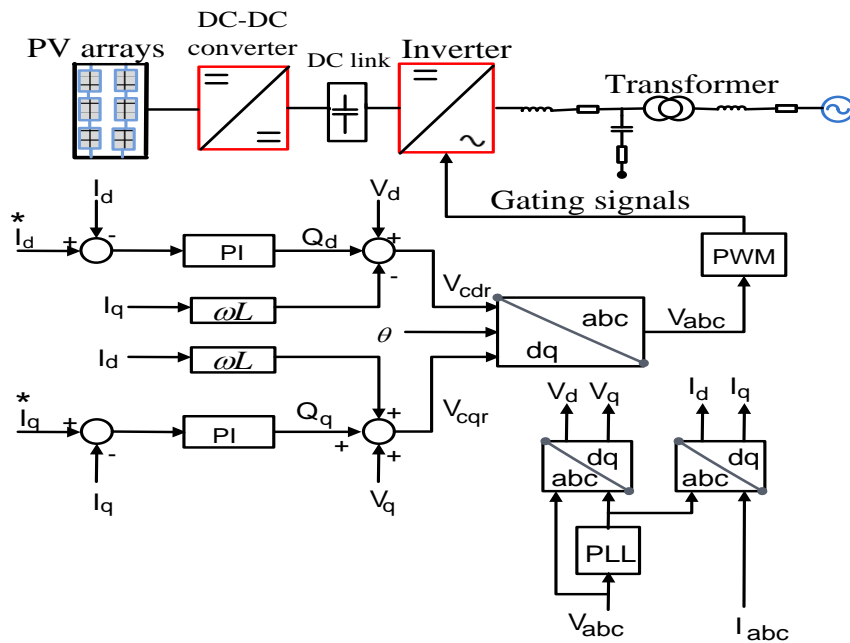 DC-DC
converter
PV arrays
DC link
Inverter
Transformer
Gating signals
Id
Vd
*
Id
+
-
PI
Qd
+
+
-
PWM
Iq
ωL
Vcdr
abc
dq
Vabc
θ
Id
ωL
*
Iq
+
-
PI
Qq
+
+
+
Vcqr
Iq
Vq
Vd
Vq
Id
Iq
dq
abc
dq
abc
PLL
Vabc
Iabc